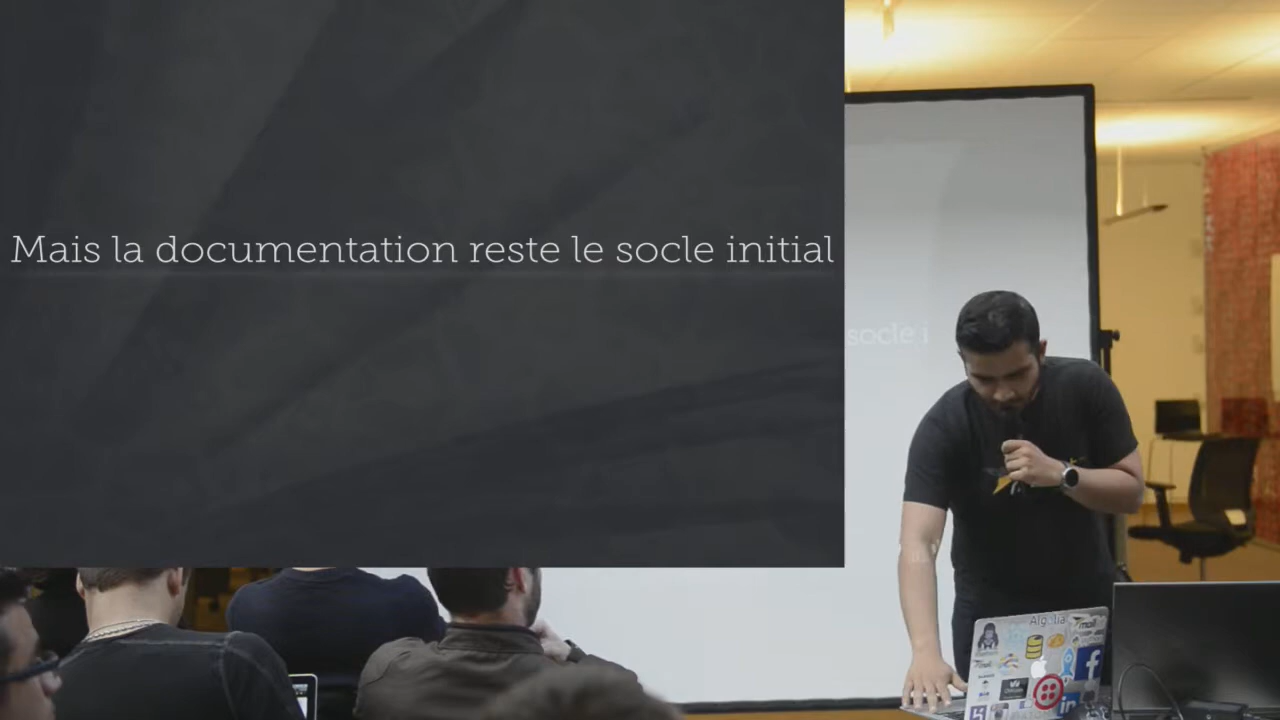 Mais la documentation reste le socle initial
socle i
Algolia